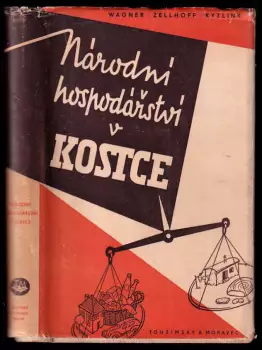 WAGNER ZELLHOFF KYZLINK
Národní
hospodářství
v
KOSTCE
TOUŽIMSKÝ & MORAVEC